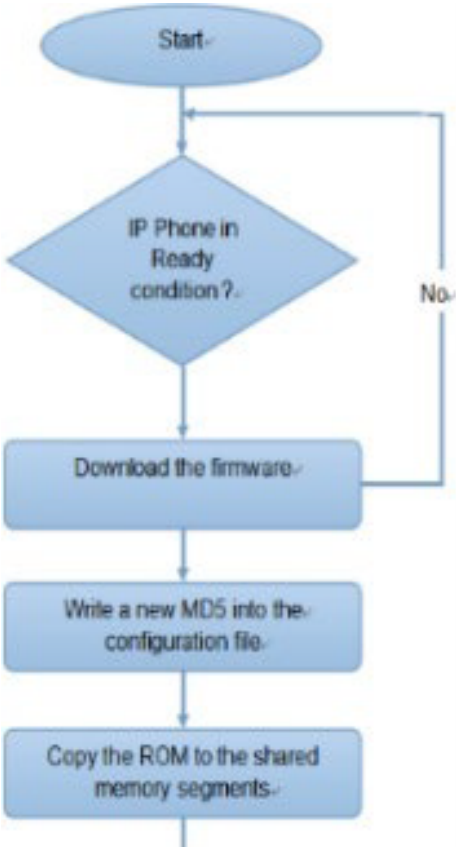 Start
IP Phone in
Ready
condition?
No
Download the firmware
Write a new MD5 into the
configuration file
Copy the ROM to the shared
memory segments